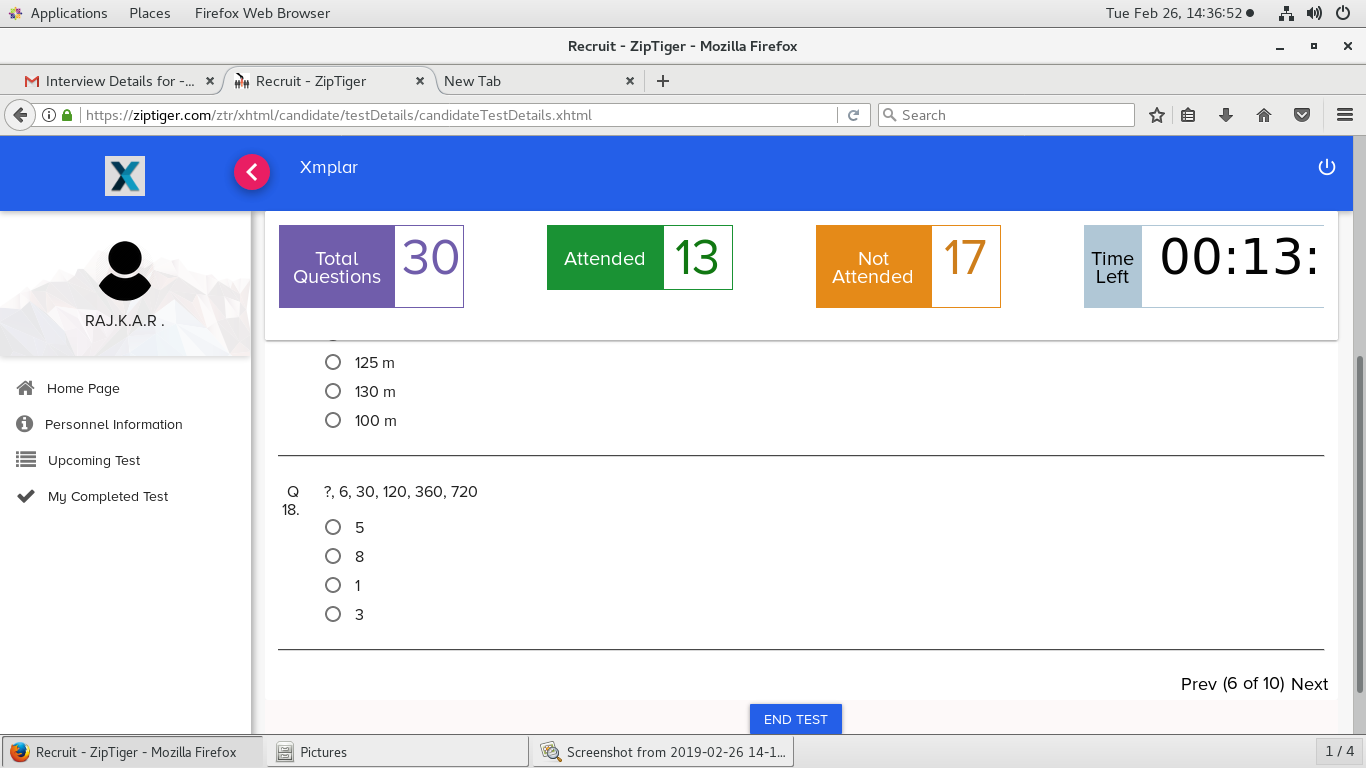 Applications Places Firefox Web Browser Tue Feb 26, 14:36:52
Recruit - ZipTiger - Mozilla Firefox
Interview Details for -... Recruit - ZipTiger New Tab
https://ziptiger.com/ztr/xhtml/candidate/testDetails/candidateTestDetails.xhtml Search
X Xmplar
Total Questions 30 Attended 13 Not Attended 17 Time Left 00:13:
RAJ.K.A.R .
Home Page
Personnel Information
Upcoming Test
My Completed Test
125 m
130 m
100 m
Q 18. ?, 6, 30, 120, 360, 720
5
8
1
3
Prev (6 of 10) Next
END TEST
Recruit - ZipTiger - Mozilla Firefox Pictures Screenshot from 2019-02-26 14-1... 1 / 4